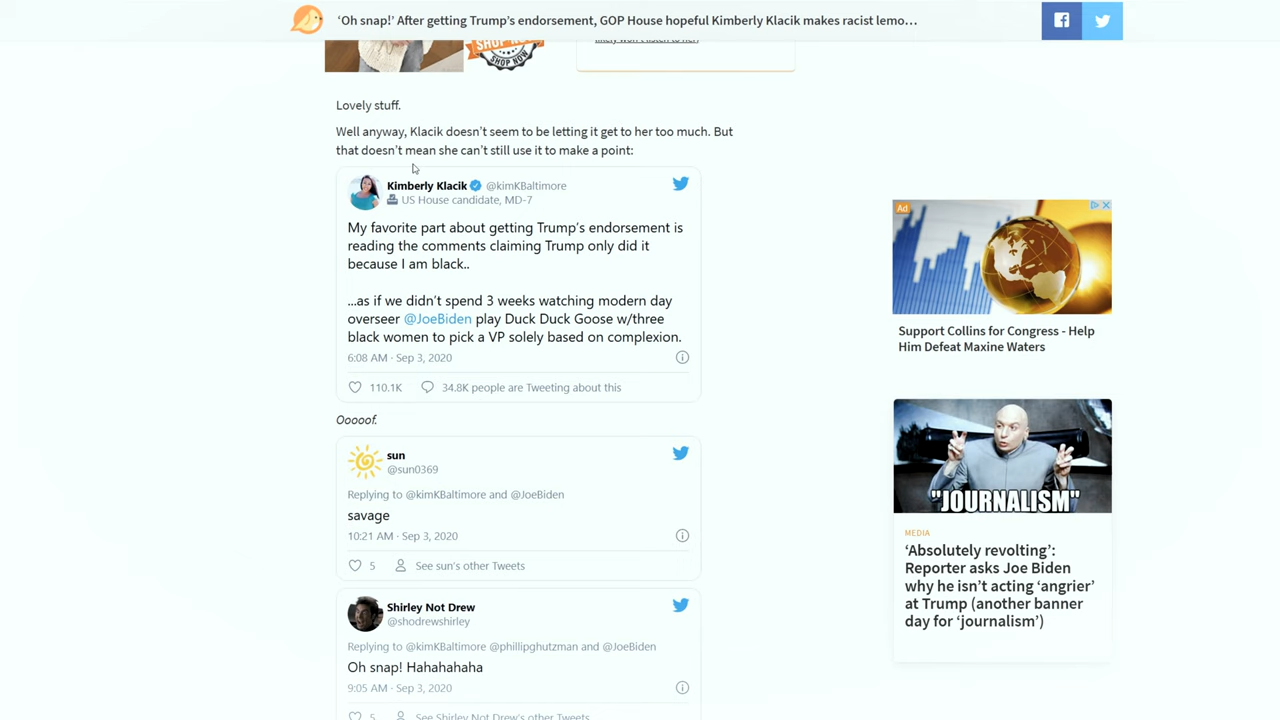 ‘Oh snap!’ After getting Trump’s endorsement, GOP House hopeful Kimberly Klacik makes racist lemo…
SHOP NOW
likely won't listen to her!
Lovely stuff.
Well anyway, Klacik doesn’t seem to be letting it get to her too much. But
that doesn’t mean she can’t still use it to make a point:
Kimberly Klacik @kimKBaltimore
US House candidate, MD-7
My favorite part about getting Trump’s endorsement is
reading the comments claiming Trump only did it
because I am black..
...as if we didn’t spend 3 weeks watching modern day
overseer @JoeBiden play Duck Duck Goose w/three
black women to pick a VP solely based on complexion.
6:08 AM · Sep 3, 2020
110.1K 34.8K people are Tweeting about this
Ooooof.
sun
@sun0369
Replying to @kimKBaltimore and @JoeBiden
savage
10:21 AM · Sep 3, 2020
5 See sun’s other Tweets
Shirley Not Drew
@shodrewshirley
Replying to @kimKBaltimore @phillipghutzman and @JoeBiden
Oh snap! Hahahahaha
9:05 AM · Sep 3, 2020
5 See Shirley Not Drew’s other Tweets
Ad
Support Collins for Congress - Help
Him Defeat Maxine Waters
"JOURNALISM"
MEDIA
‘Absolutely revolting’:
Reporter asks Joe Biden
why he isn’t acting ‘angrier’
at Trump (another banner
day for ‘journalism’)